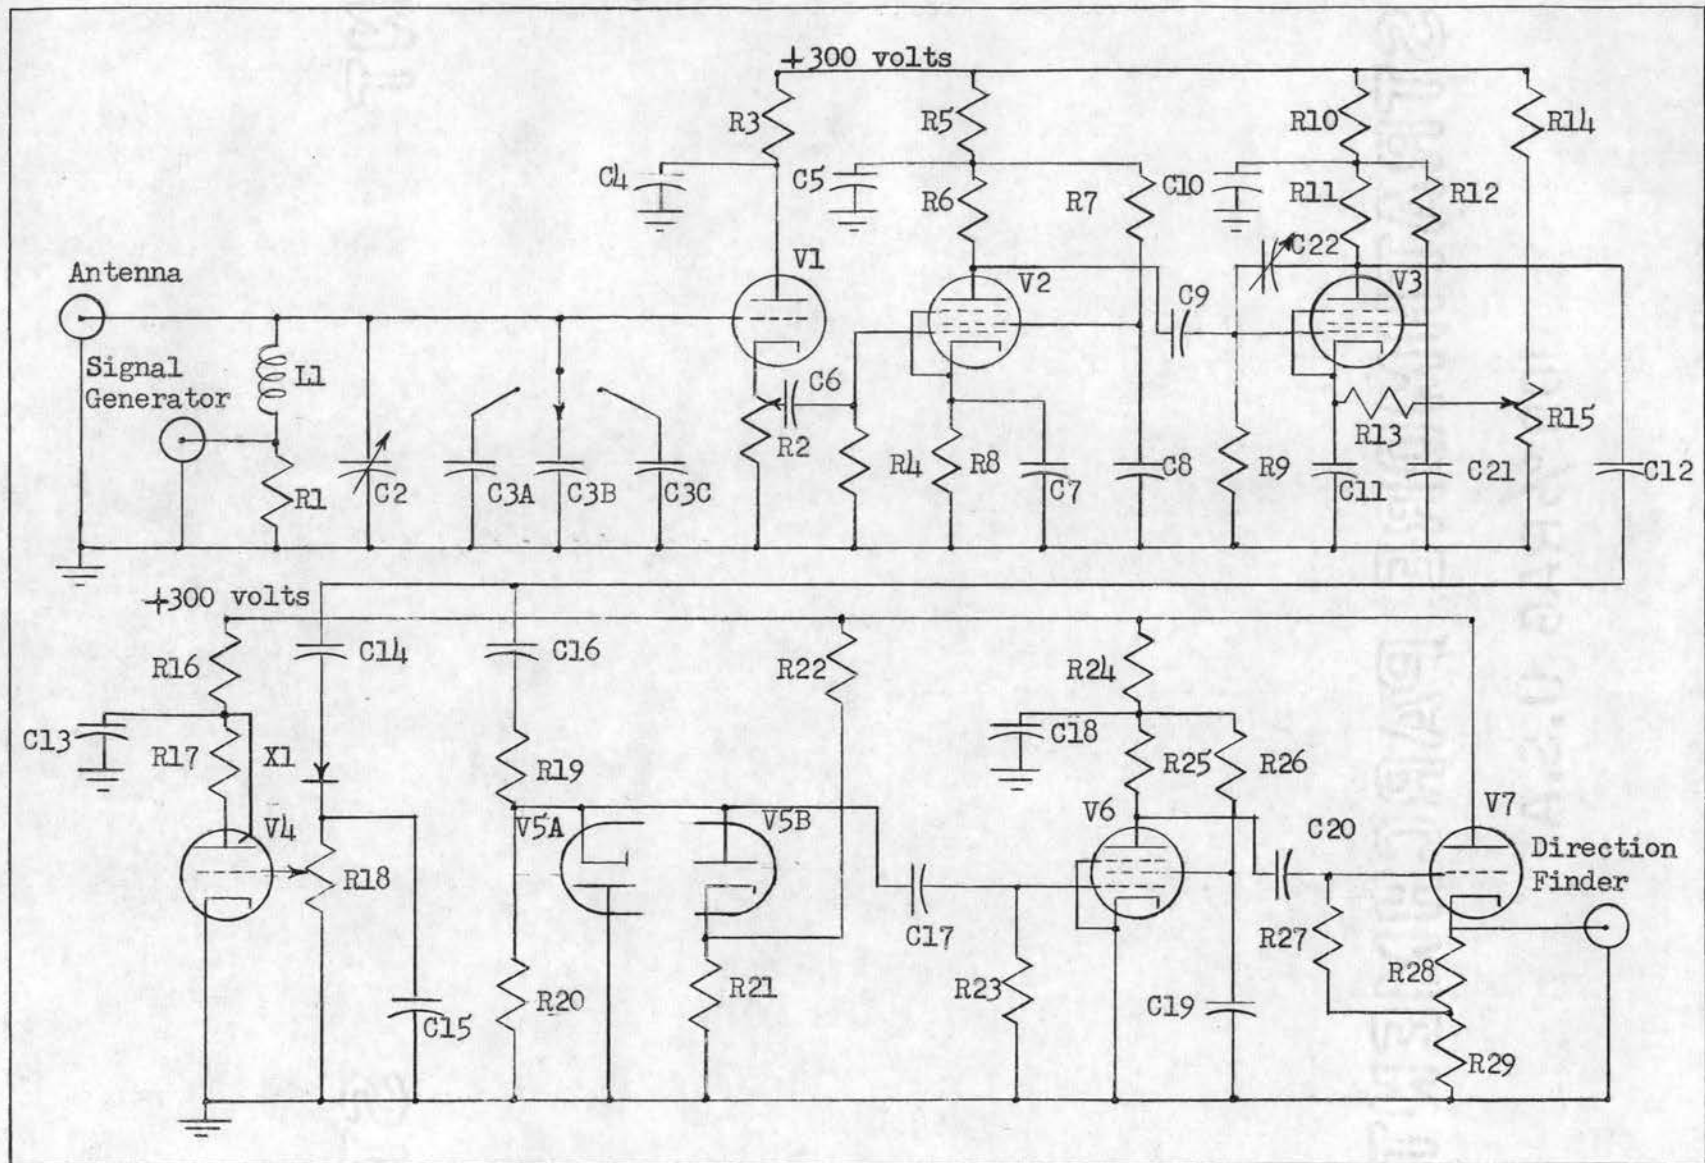 +300 volts
R3
R5
R10
R14
C4
C5
R6
R7
C10
R11
R12
Antenna
V1
V2
C9
C22
V3
Signal
Generator
L1
C6
R1
C2
C3A
C3B
C3C
R2
R4
R8
C7
C8
R9
R13
C11
C21
R15
C12
+300 volts
R16
C14
C16
R22
R24
C13
R17
X1
R19
C18
R25
R26
V4
V5A
V5B
V6
C20
V7
Direction
Finder
R18
C17
R27
R28
C15
R20
R21
R23
C19
R29